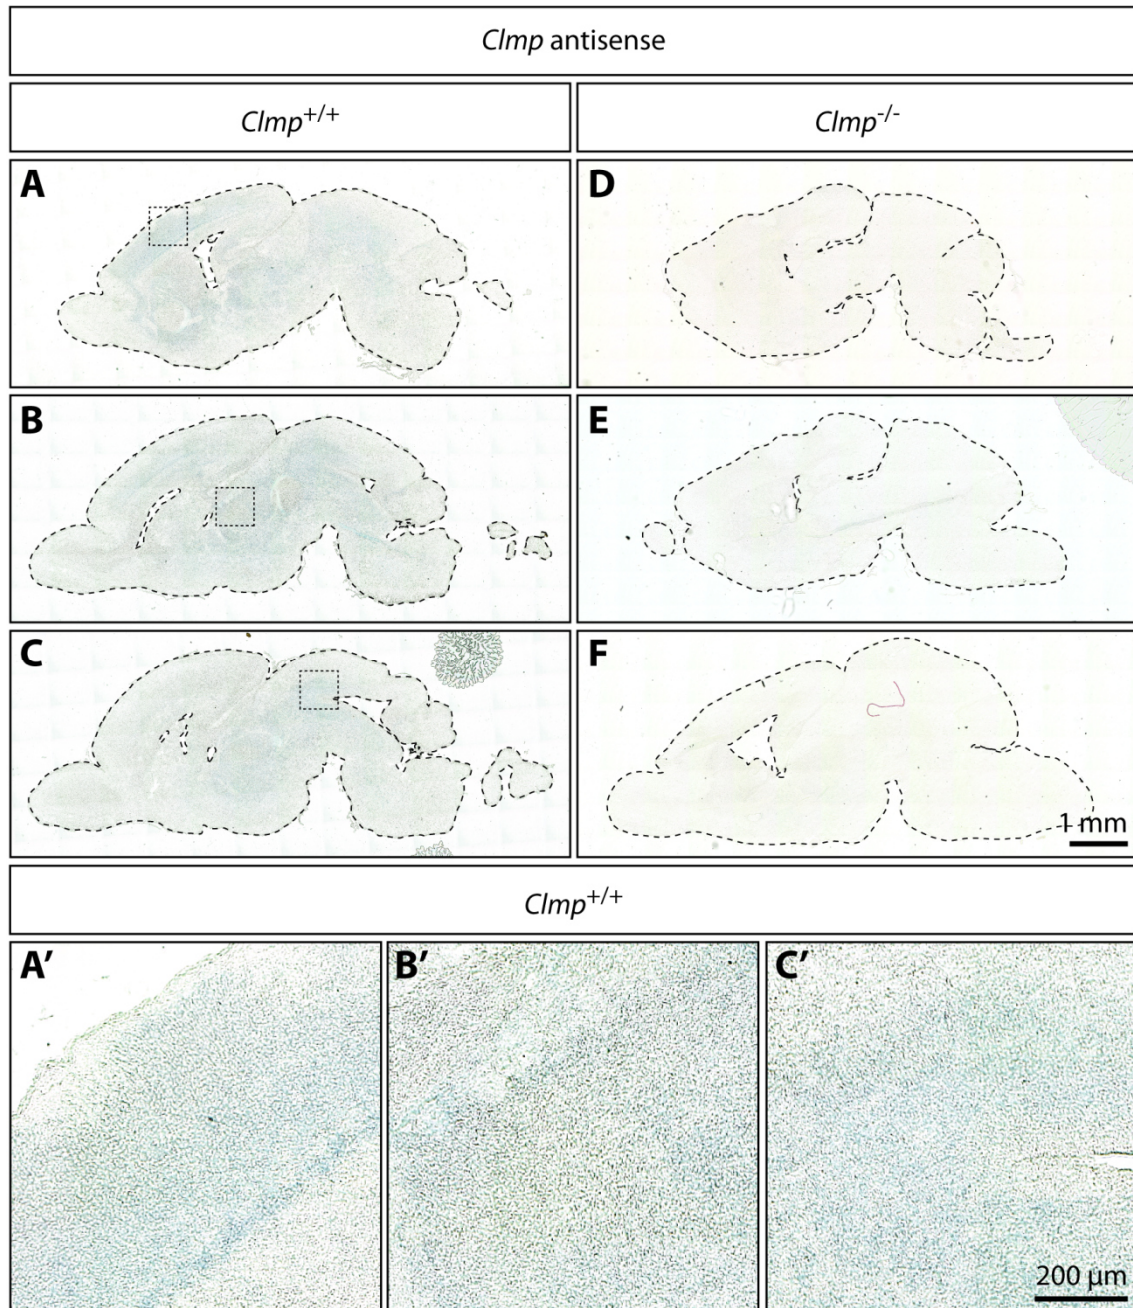 Clmp antisense
Clmp+/+
Clmp-/-
A
D
B
E
C
F
1 mm
Clmp+/+
A′
B′
C′
200 μm